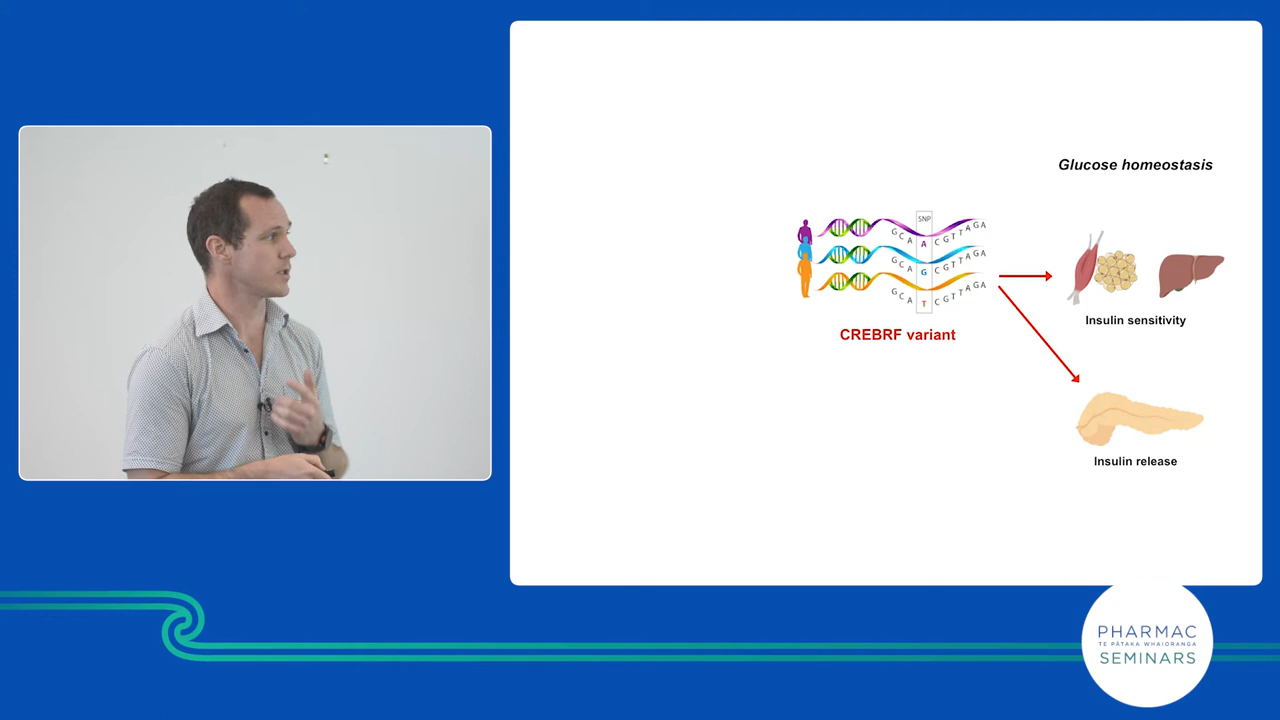 Glucose homeostasis
SNP
G C A A C G T T A G A
G C A G C G T T A G A
G C A T C G T T A G A
CREBRF variant
Insulin sensitivity
Insulin release
PHARMAC
TE PĀTAKA WHAIORANGA
SEMINARS